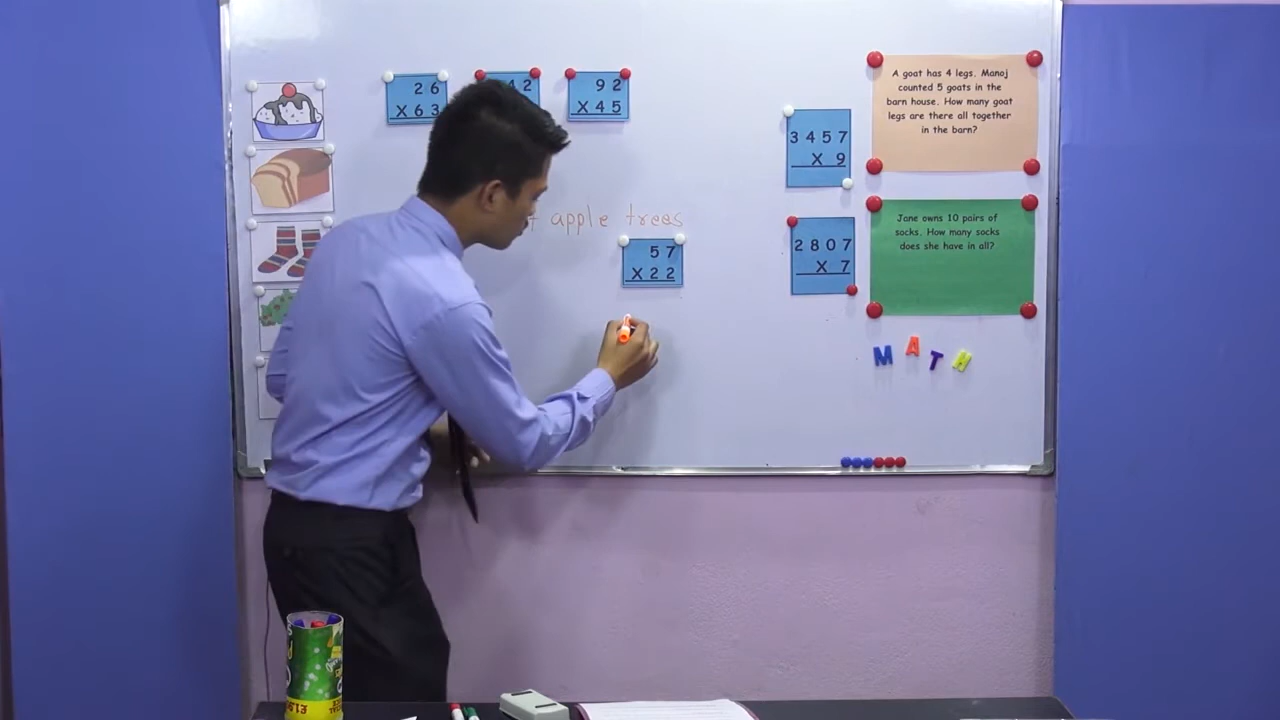 2 6
X 6 3
4 2
9 2
X 4 5
apple trees
5 7
X 2 2
3 4 5 7
X 9
2 8 0 7
X 7
A goat has 4 legs. Manoj
counted 5 goats in the
barn house. How many goat
legs are there all together
in the barn?
Jane owns 10 pairs of
socks. How many socks
does she have in all?
MATH